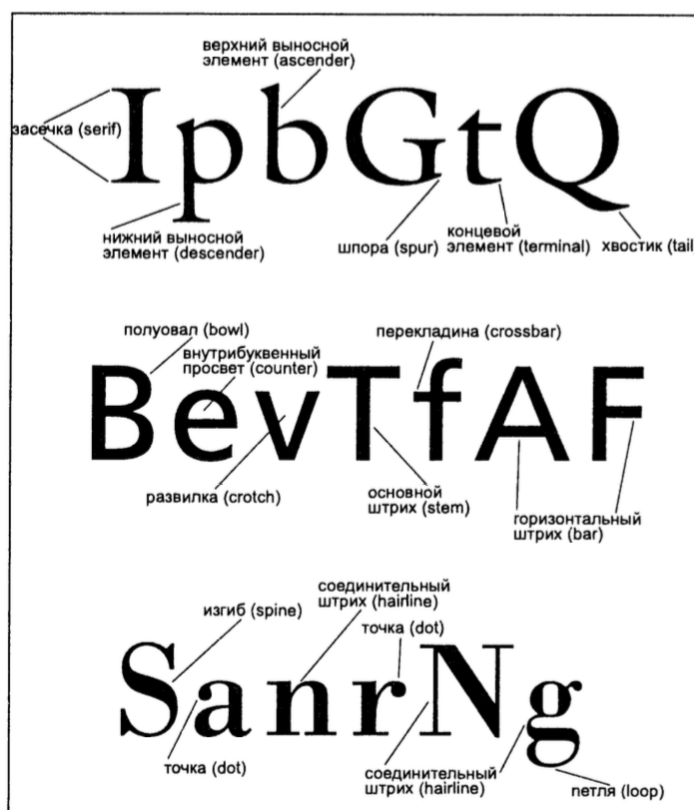 верхний выносной
элемент (ascender)
засечка (serif)
IpbGtQ
нижний выносной
элемент (descender)
шпора (spur)
концевой
элемент (terminal)
хвостик (tail
полуовал (bowl)
перекладина (crossbar)
внутрибуквенный
просвет (counter)
BevTfAF
развилка (crotch)
основной
штрих (stem)
горизонтальный
штрих (bar)
соединительный
штрих (hairline)
изгиб (spine)
точка (dot)
SanrNg
точка (dot)
соединительный
штрих (hairline)
петля (loop)